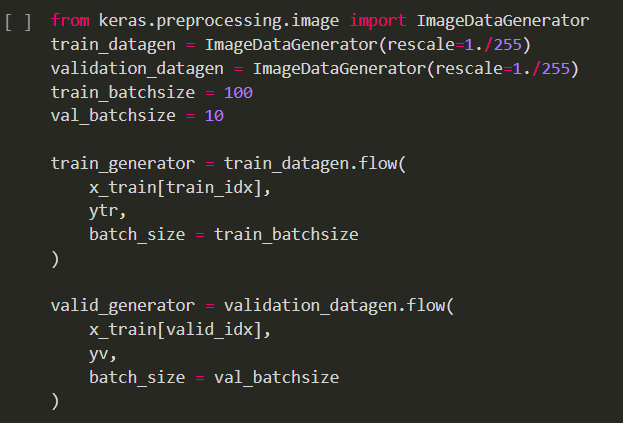 [ ] from keras.preprocessing.image import ImageDataGenerator
train_datagen = ImageDataGenerator(rescale=1./255)
validation_datagen = ImageDataGenerator(rescale=1./255)
train_batchsize = 100
val_batchsize = 10

train_generator = train_datagen.flow(
    x_train[train_idx],
    ytr,
    batch_size = train_batchsize
)

valid_generator = validation_datagen.flow(
    x_train[valid_idx],
    yv,
    batch_size = val_batchsize
)